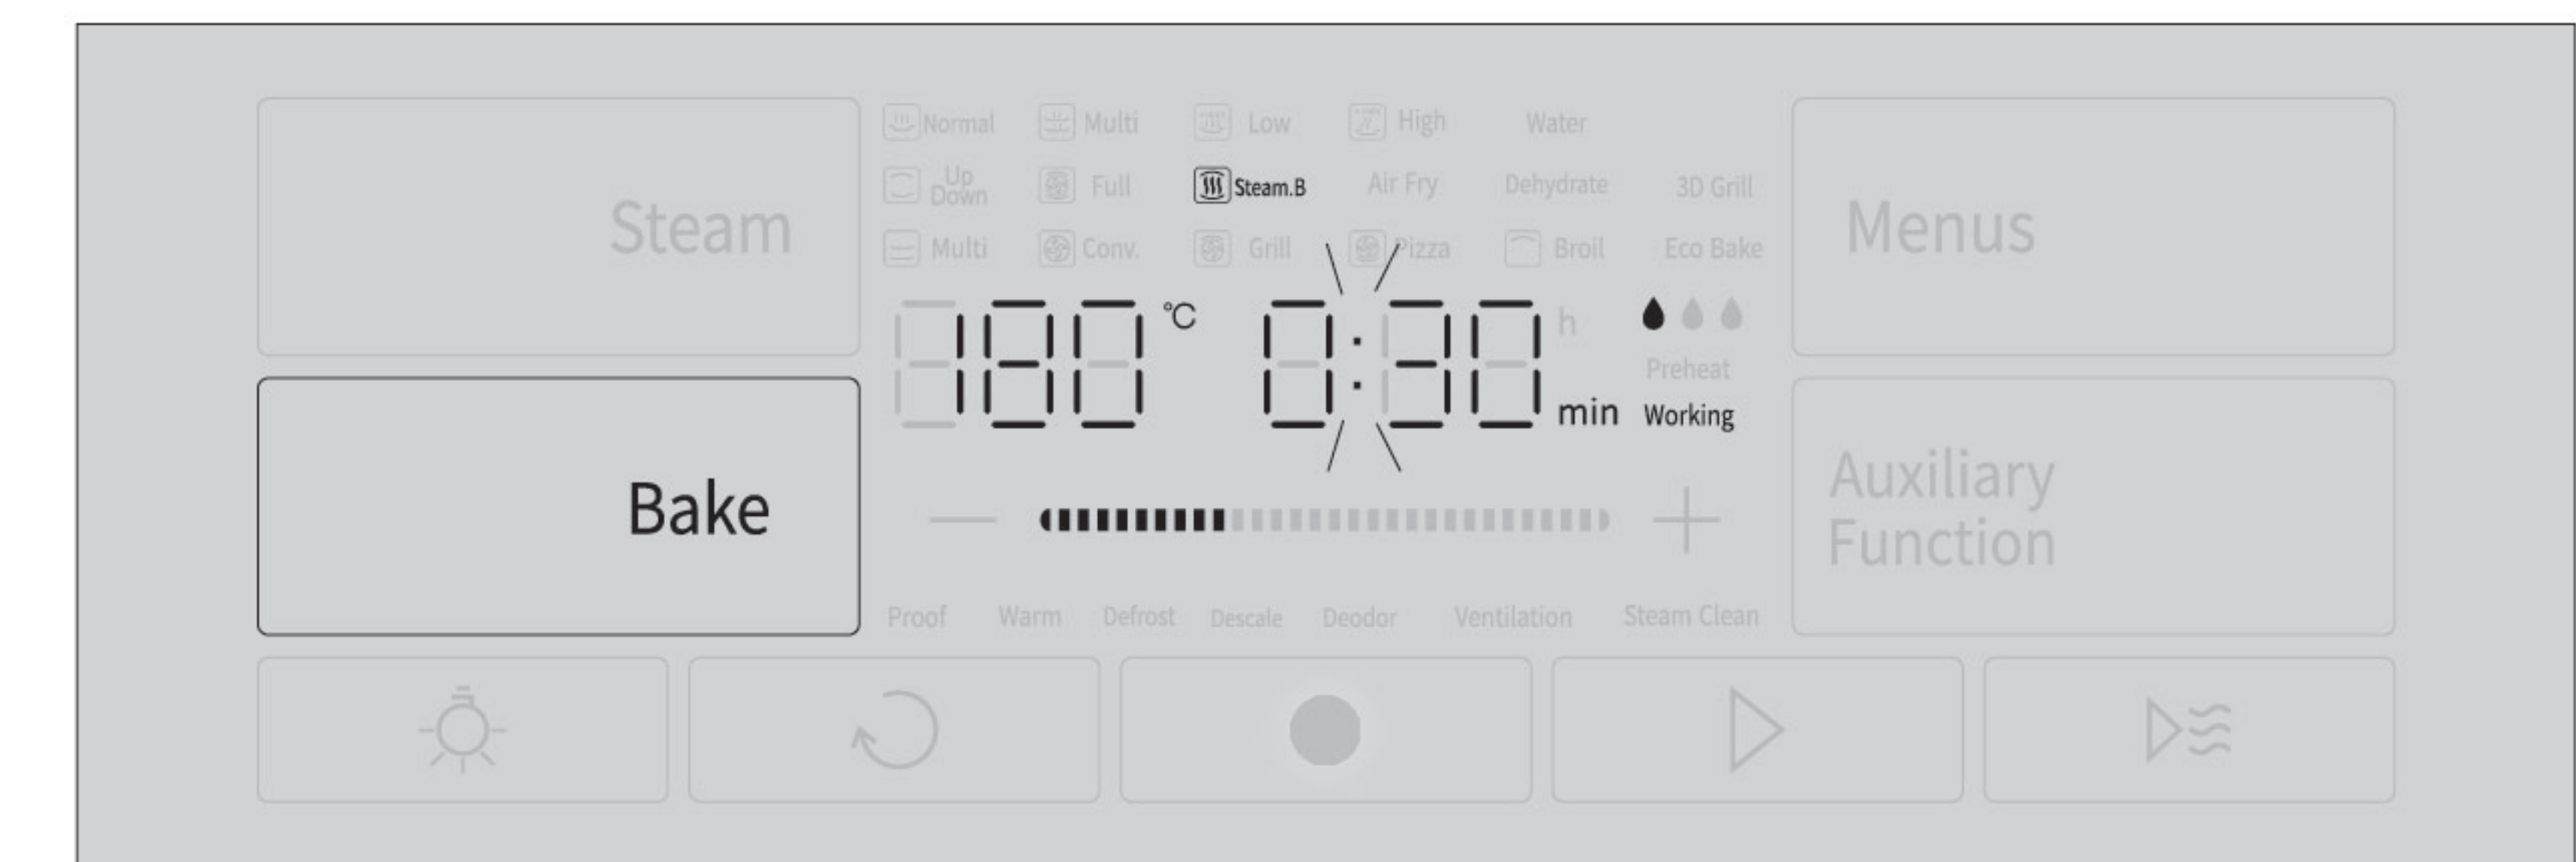 Normal Multi Low High Water
Up Down Full Steam.B Air Fry Dehydrate 3D Grill
Multi Conv. Grill Pizza Broil Eco Bake
Steam
Menus
180 °C 0:30 h min
Preheat
Working
Bake
Auxiliary
Function
Proof Warm Defrost Descale Deodor Ventilation Steam Clean